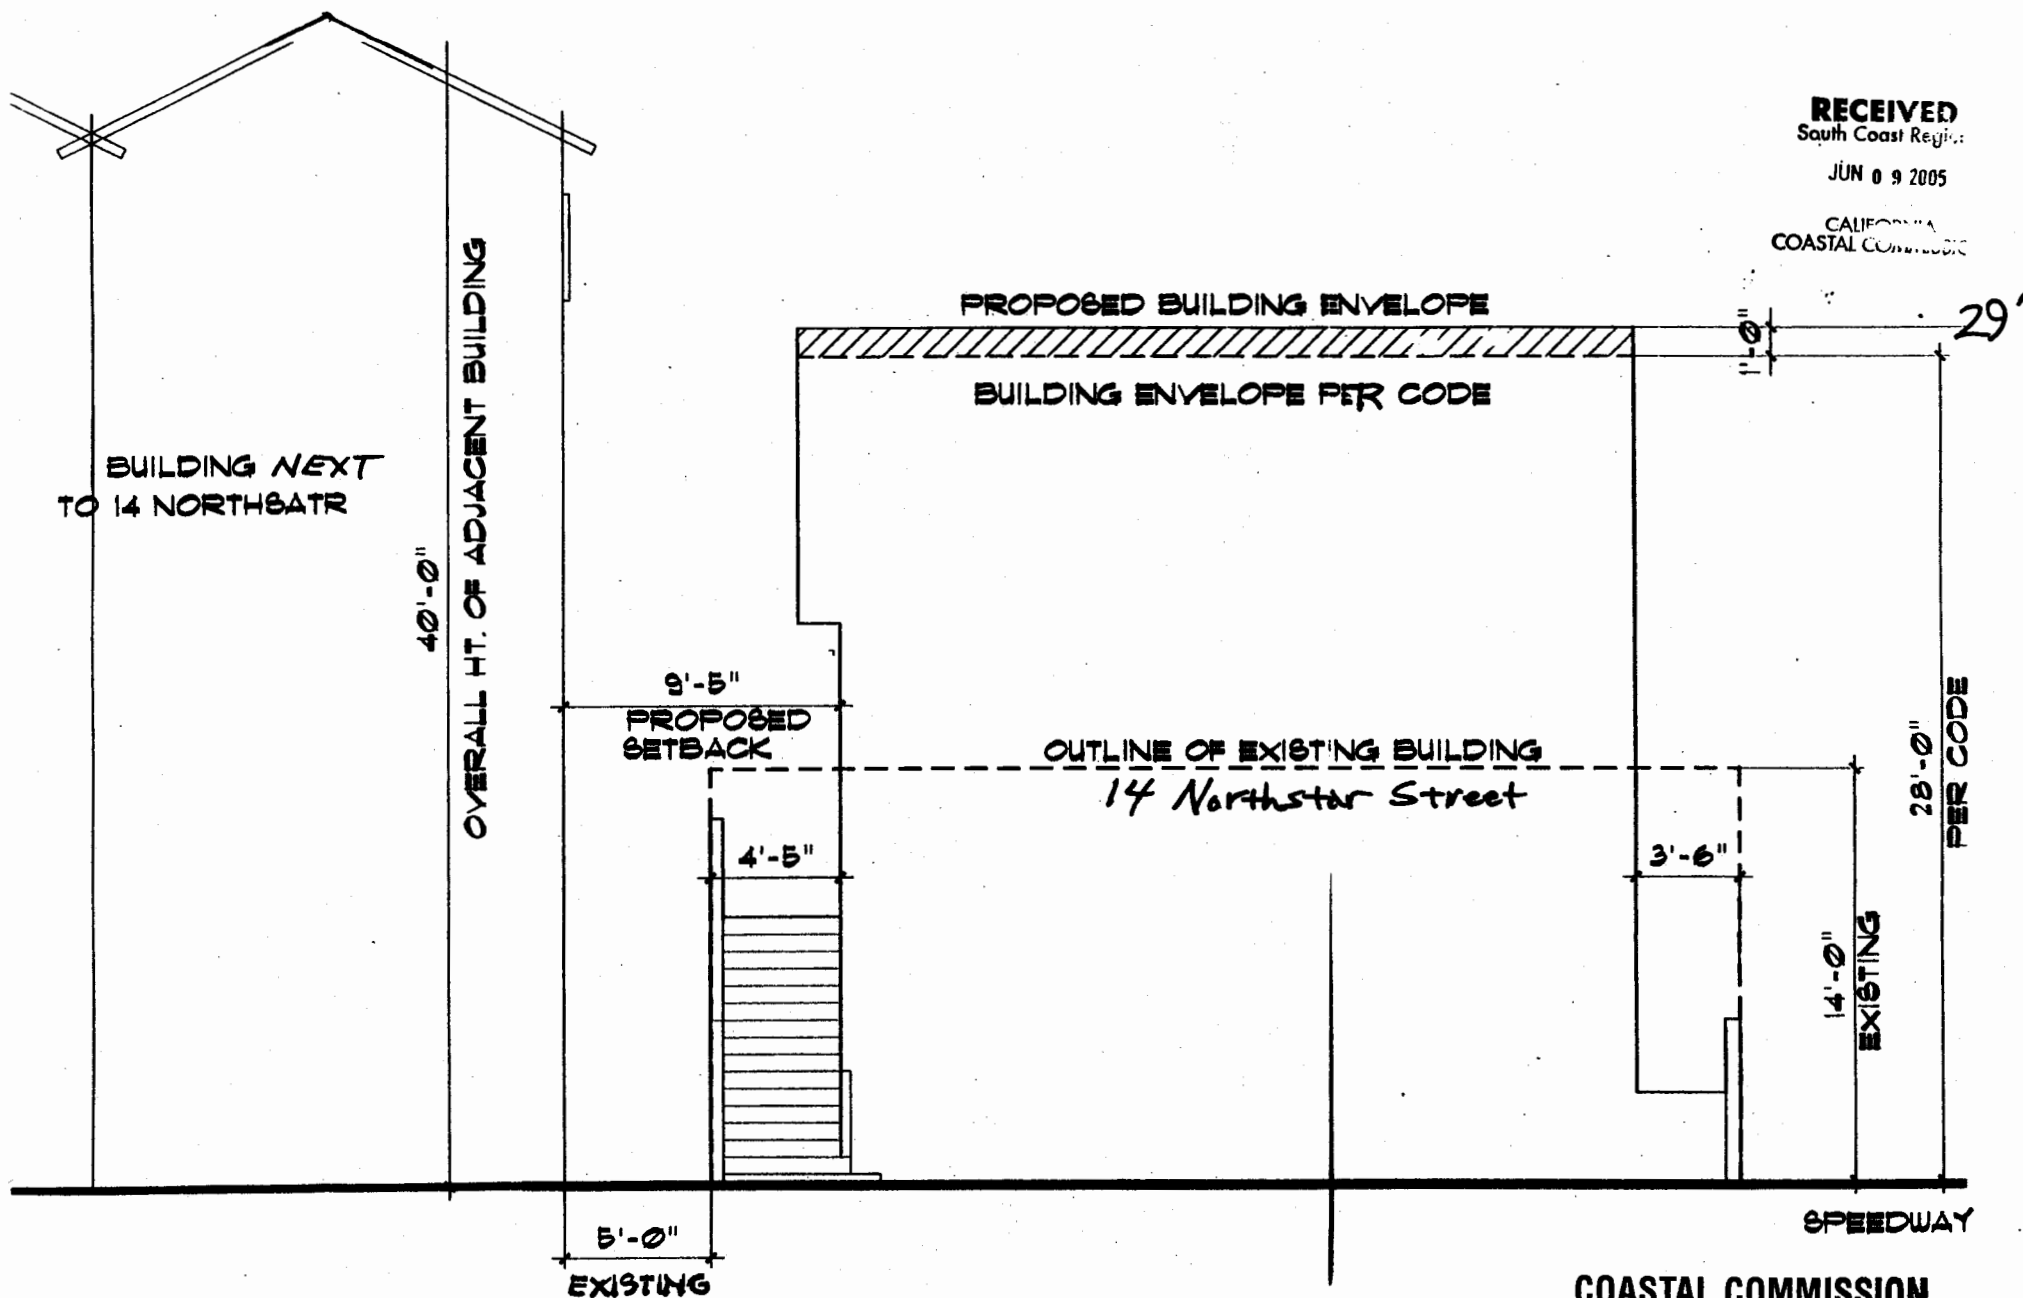 RECEIVED
South Coast
JUN 09 2005
CALIFORNIA
COASTAL
29'
1'-0"
PROPOSED BUILDING ENVELOPE
BUILDING ENVELOPE PER CODE
BUILDING NEXT
TO 14 NORTHSATR
40'-0"
OVERALL HT. OF ADJACENT BUILDING
9'-5"
PROPOSED
SETBACK
OUTLINE OF EXISTING BUILDING
14 Northstar Street
4'-5"
3'-6"
14'-0"
EXISTING
28'-0"
PER CODE
SPEEDWAY
5'-0"
EXISTING
COASTAL COMMISSION